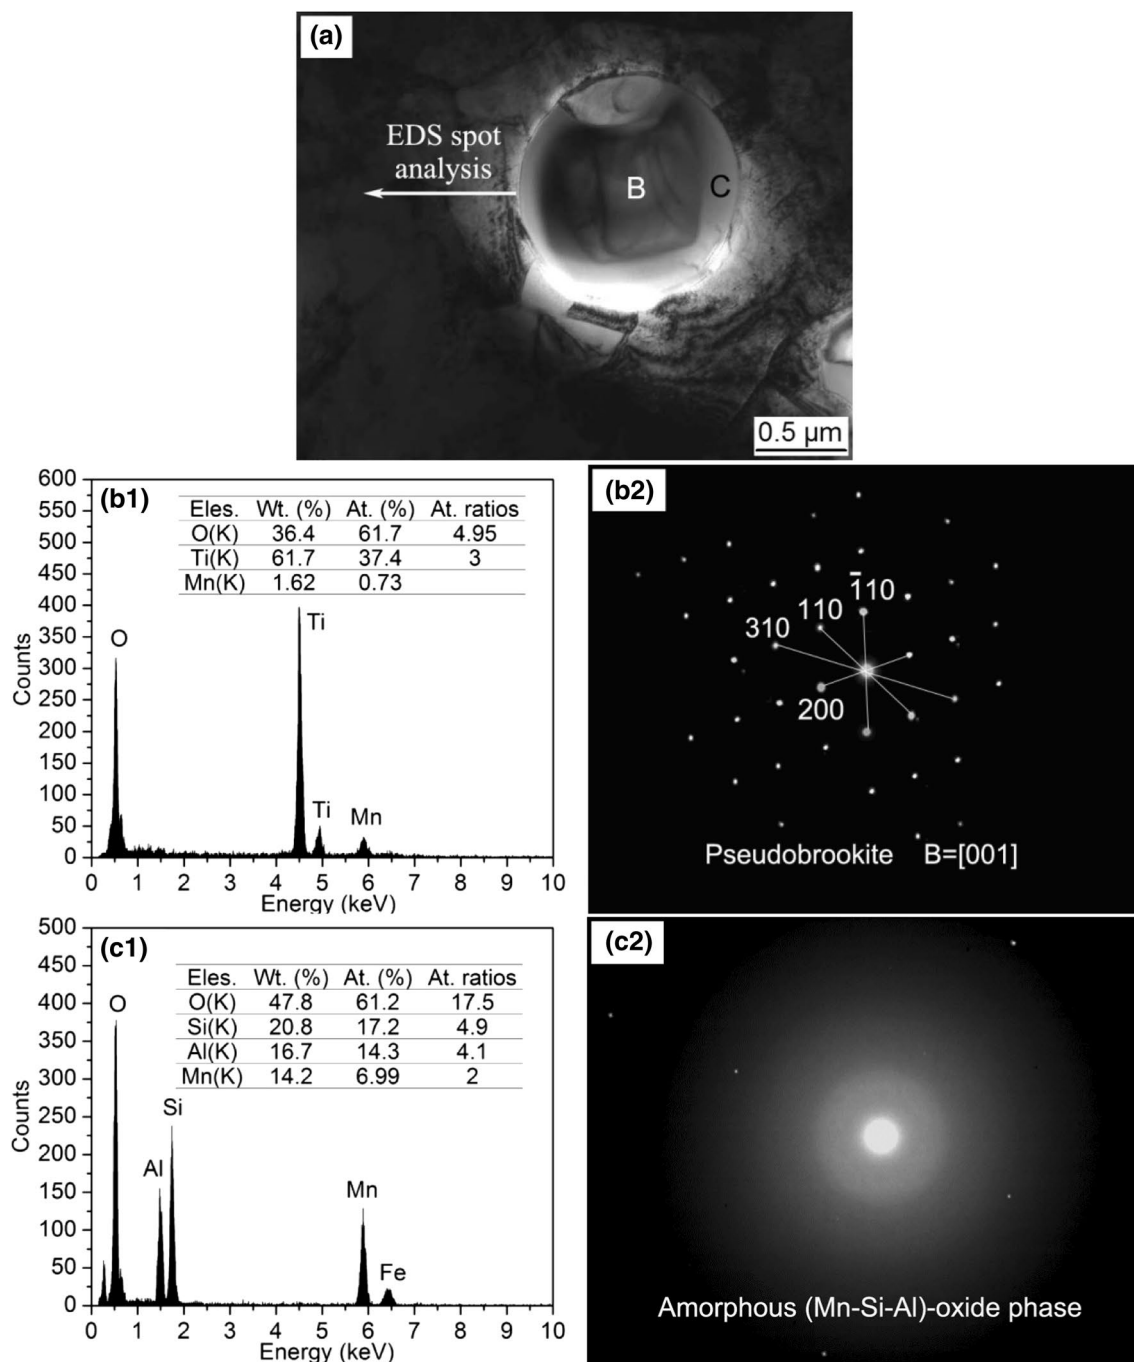 (a)
EDS spot
analysis
B
C
0.5 µm
(b1)
600
550
500
450
400
350
300
250
200
150
100
50
0
Counts
Eles. Wt. (%) At. (%) At. ratios
O(K) 36.4 61.7 4.95
Ti(K) 61.7 37.4 3
Mn(K) 1.62 0.73
O
Ti
Ti
Mn
0 1 2 3 4 5 6 7 8 9 10
Energy (keV)
(b2)
1̄10
110
310
200
Pseudobrookite B=[001]
(c1)
500
450
400
350
300
250
200
150
100
50
0
Counts
Eles. Wt. (%) At. (%) At. ratios
O(K) 47.8 61.2 17.5
Si(K) 20.8 17.2 4.9
Al(K) 16.7 14.3 4.1
Mn(K) 14.2 6.99 2
O
Si
Al
Mn
Fe
0 1 2 3 4 5 6 7 8 9 10
Energy (keV)
(c2)
Amorphous (Mn-Si-Al)-oxide phase